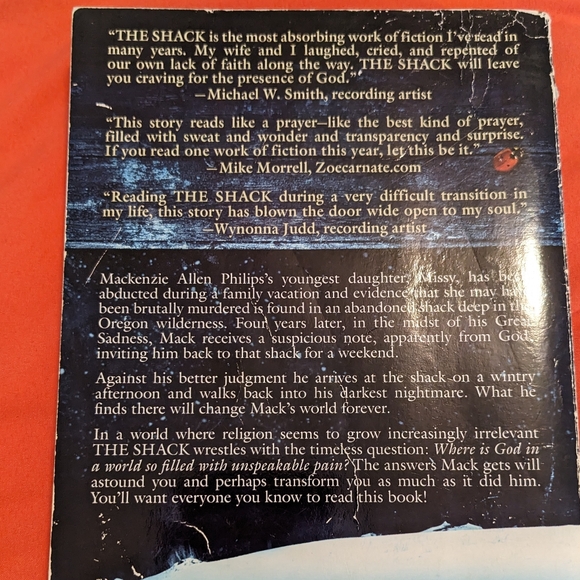 “THE SHACK is the most absorbing work of fiction I’ve read in
many years. My wife and I laughed, cried, and repented of
our own lack of faith along the way. THE SHACK will leave
you craving for the presence of God.”
—Michael W. Smith, recording artist
“This story reads like a prayer—like the best kind of prayer,
filled with sweat and wonder and transparency and surprise.
If you read one work of fiction this year, let this be it.”
—Mike Morrell, Zoecarnate.com
“Reading THE SHACK during a very difficult transition in
my life, this story has blown the door wide open to my soul.”
—Wynonna Judd, recording artist
Mackenzie Allen Philips’s youngest daughter, Missy, has been
abducted during a family vacation and evidence that she may have
been brutally murdered is found in an abandoned shack deep in the
Oregon wilderness. Four years later, in the midst of his Great
Sadness, Mack receives a suspicious note, apparently from God,
inviting him back to that shack for a weekend.
Against his better judgment he arrives at the shack on a wintry
afternoon and walks back into his darkest nightmare. What he
finds there will change Mack’s world forever.
In a world where religion seems to grow increasingly irrelevant
THE SHACK wrestles with the timeless question: Where is God in
a world so filled with unspeakable pain? The answers Mack gets will
astound you and perhaps transform you as much as it did him.
You’ll want everyone you know to read this book!